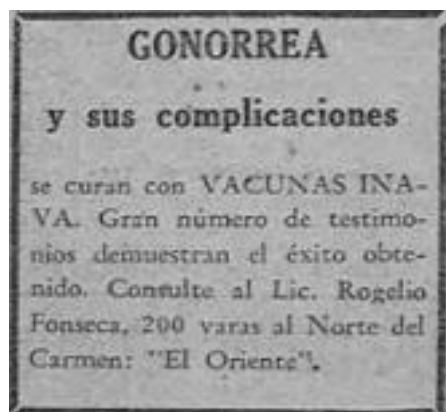 GONORREA
y sus complicaciones
se curan con VACUNAS INA-
VA. Gran número de testimo-
nios demuestran el éxito obte-
nido. Consulte al Lic. Rogelio
Fonseca, 200 varas al Norte del
Carmen: "El Oriente".